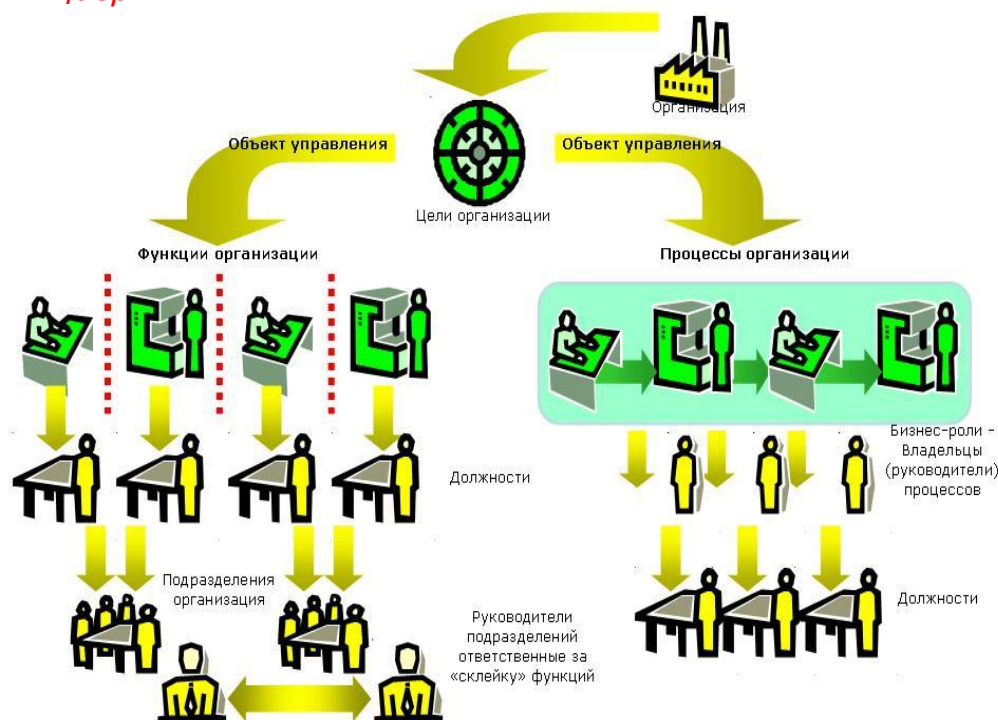 Организация
Объект управления
Объект управления
Цели организации
Функции организации
Процессы организации
Бизнес-роли -
Владельцы
(руководители)
процессов
Должности
Подразделения
организация
Должности
Руководители
подразделений
ответственные за
«склейку» функций